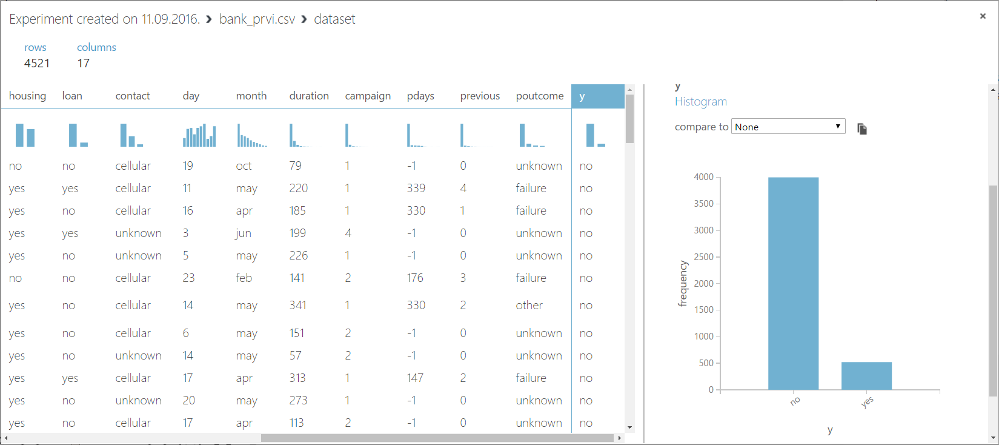 Experiment created on 11.09.2016. > bank_prvi.csv > dataset
rows columns
4521 17
housing loan contact day month duration campaign pdays previous poutcome y
no no cellular 19 oct 79 1 -1 0 unknown no
yes yes cellular 11 may 220 1 339 4 failure no
yes no cellular 16 apr 185 1 330 1 failure no
yes yes unknown 3 jun 199 4 -1 0 unknown no
yes no unknown 5 may 226 1 -1 0 unknown no
no no cellular 23 feb 141 2 176 3 failure no
yes no cellular 14 may 341 1 330 2 other no
yes no cellular 6 may 151 2 -1 0 unknown no
yes no unknown 14 may 57 2 -1 0 unknown no
yes yes cellular 17 apr 313 1 147 2 failure no
yes no unknown 20 may 273 1 -1 0 unknown no
yes no cellular 17 apr 113 2 -1 0 unknown no
y
Histogram
compare to None
4000
3500
3000
2500
2000
1500
1000
500
0
frequency
no yes
y